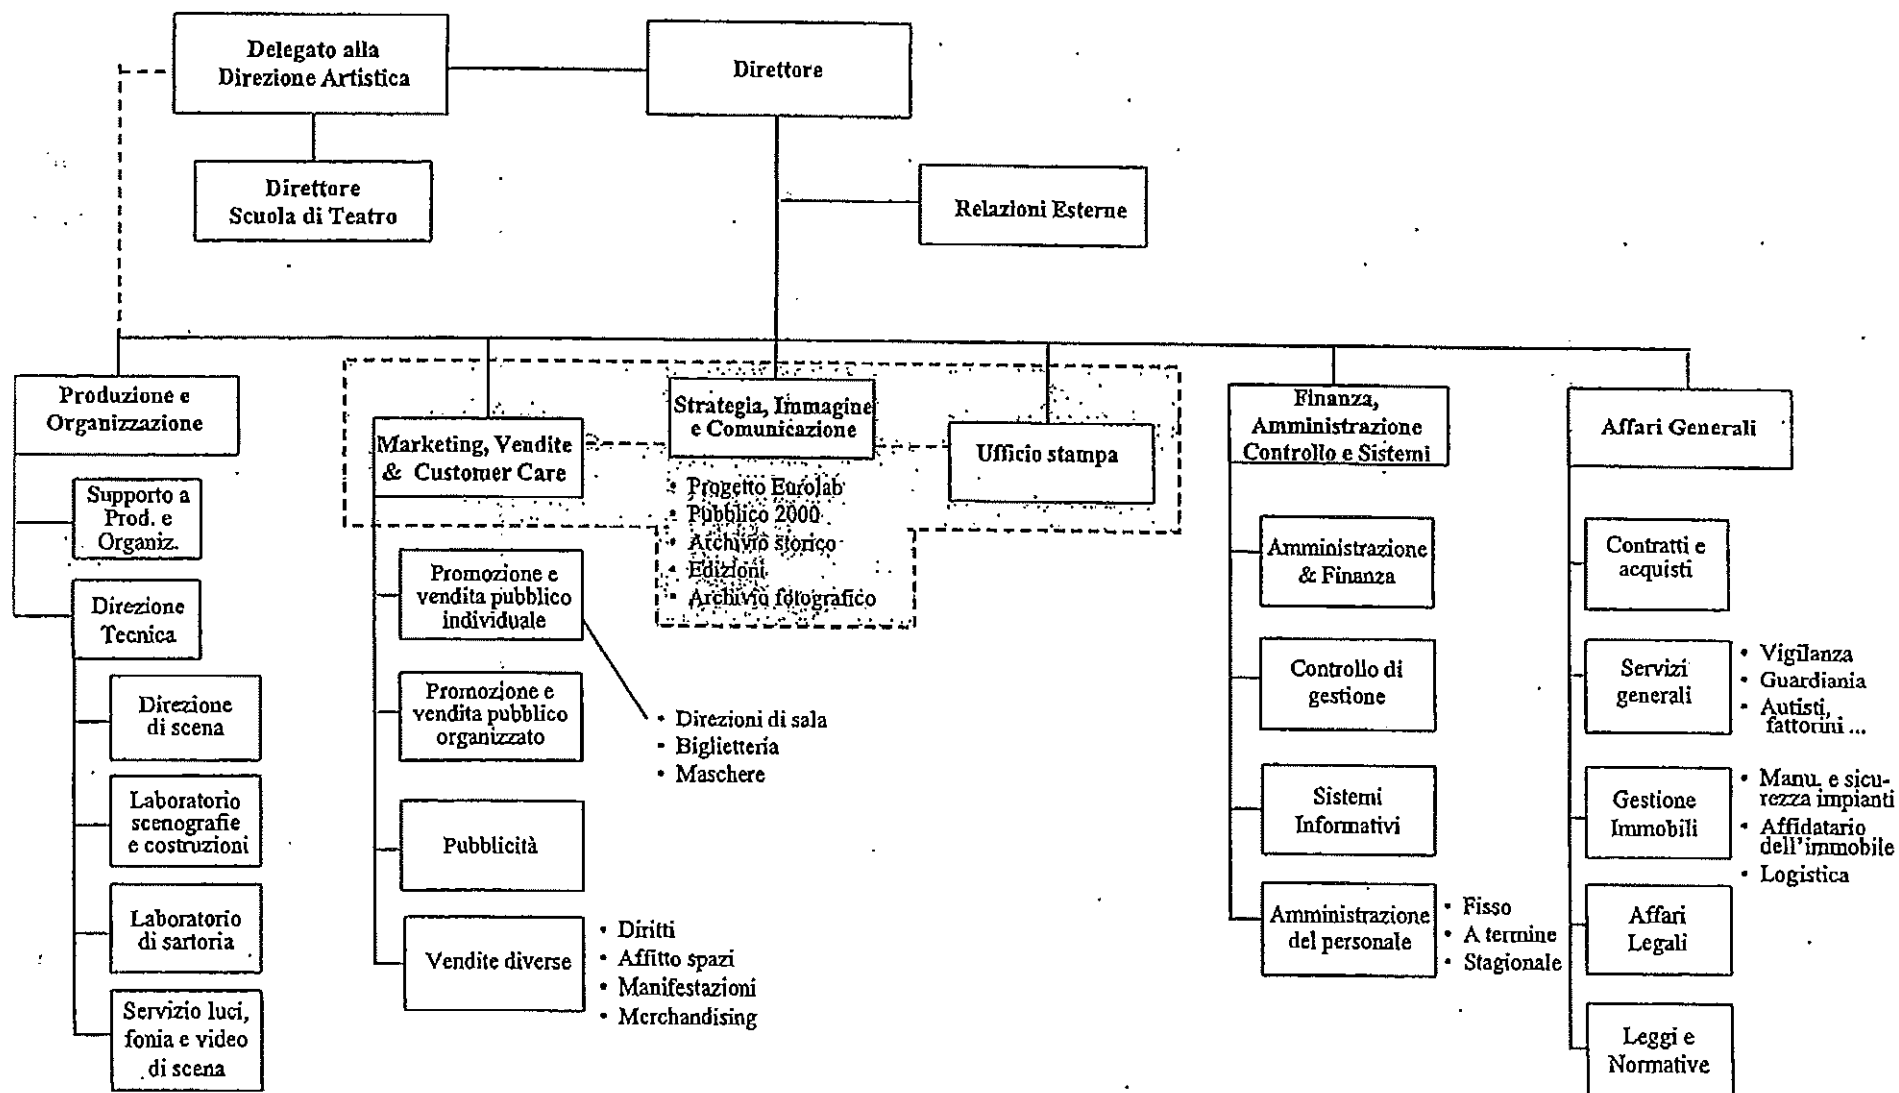 Delegato alla
Direzione Artistica
Direttore
Direttore
Scuola di Teatro
Relazioni Esterne
Produzione e
Organizzazione
Supporto a
Prod. e
Organiz.
Direzione
Tecnica
Direzione
di scena
Laboratorio
scenografie
e costruzioni
Laboratorio
di sartoria
Servizio luci,
fonia e video
di scena
Marketing, Vendite
& Customer Care
Promozione e
vendita pubblico
individuale
• Direzioni di sala
• Biglietteria
• Maschere
Promozione e
vendita pubblico
organizzato
Pubblicità
Vendite diverse
• Diritti
• Affitto spazi
• Manifestazioni
• Merchandising
Strategia, Immagine
e Comunicazione
• Progetto Eurolab
• Pubblico 2000
• Archivio storico
• Edizioni
• Archivio fotografico
Ufficio stampa
Finanza,
Amministrazione
Controllo e Sistemi
Amministrazione
& Finanza
Controllo di
gestione
Sistemi
Informativi
Amministrazione
del personale
• Fisso
• A termine
• Stagionale
Affari Generali
Contratti e
acquisti
Servizi
generali
• Vigilanza
• Guardiania
• Autisti,
fattorini ...
Gestione
Immobili
• Manu. e sicu-
rezza impianti
• Affidatario
dell'immobile
• Logistica
Affari
Legali
Leggi e
Normative